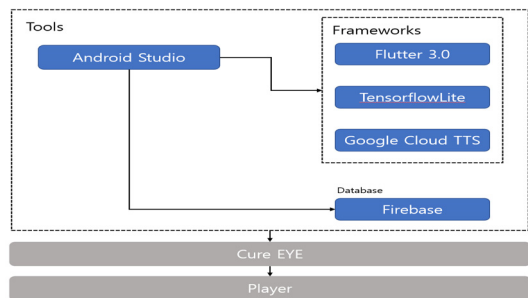 Tools
Frameworks
Android Studio
Flutter 3.0
TensorflowLite
Google Cloud TTS
Database
Firebase
Cure EYE
Player